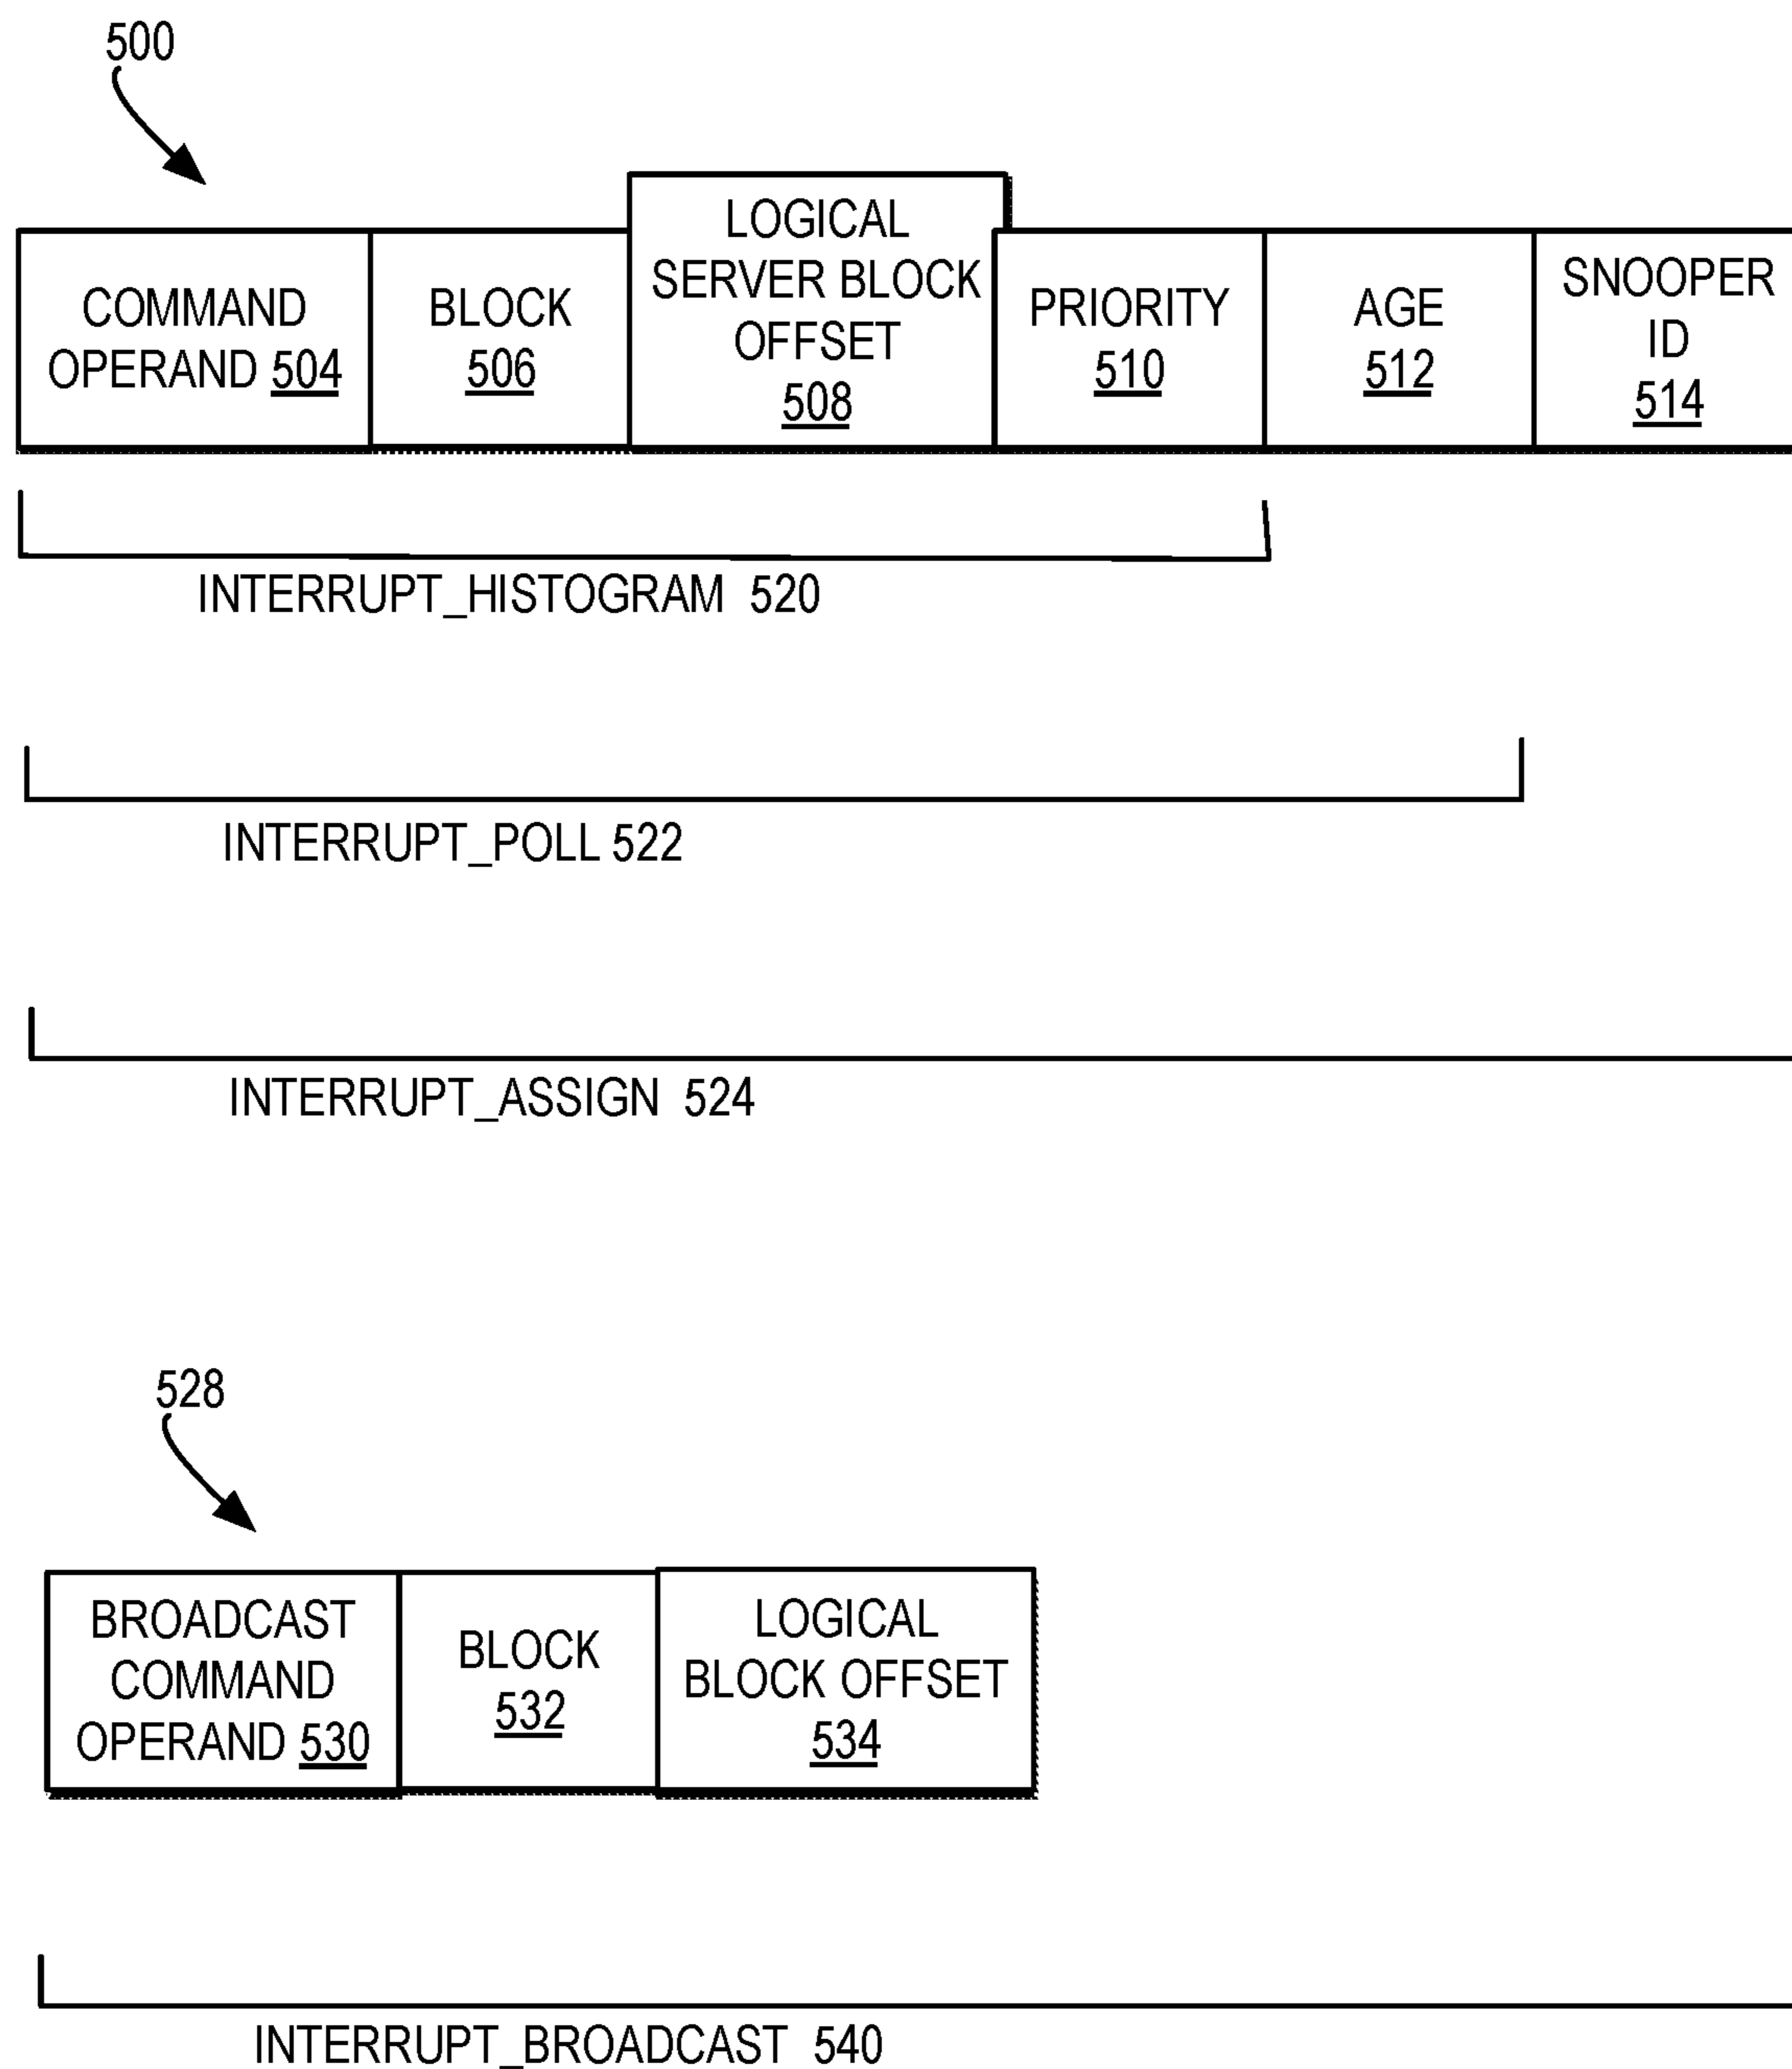 500
COMMAND
OPERAND 504
BLOCK
506
LOGICAL
SERVER BLOCK
OFFSET
508
PRIORITY
510
AGE
512
SNOOPER
ID
514
INTERRUPT_HISTOGRAM 520
INTERRUPT_POLL 522
INTERRUPT_ASSIGN 524
528
BROADCAST
COMMAND
OPERAND 530
BLOCK
532
LOGICAL
BLOCK OFFSET
534
INTERRUPT_BROADCAST 540